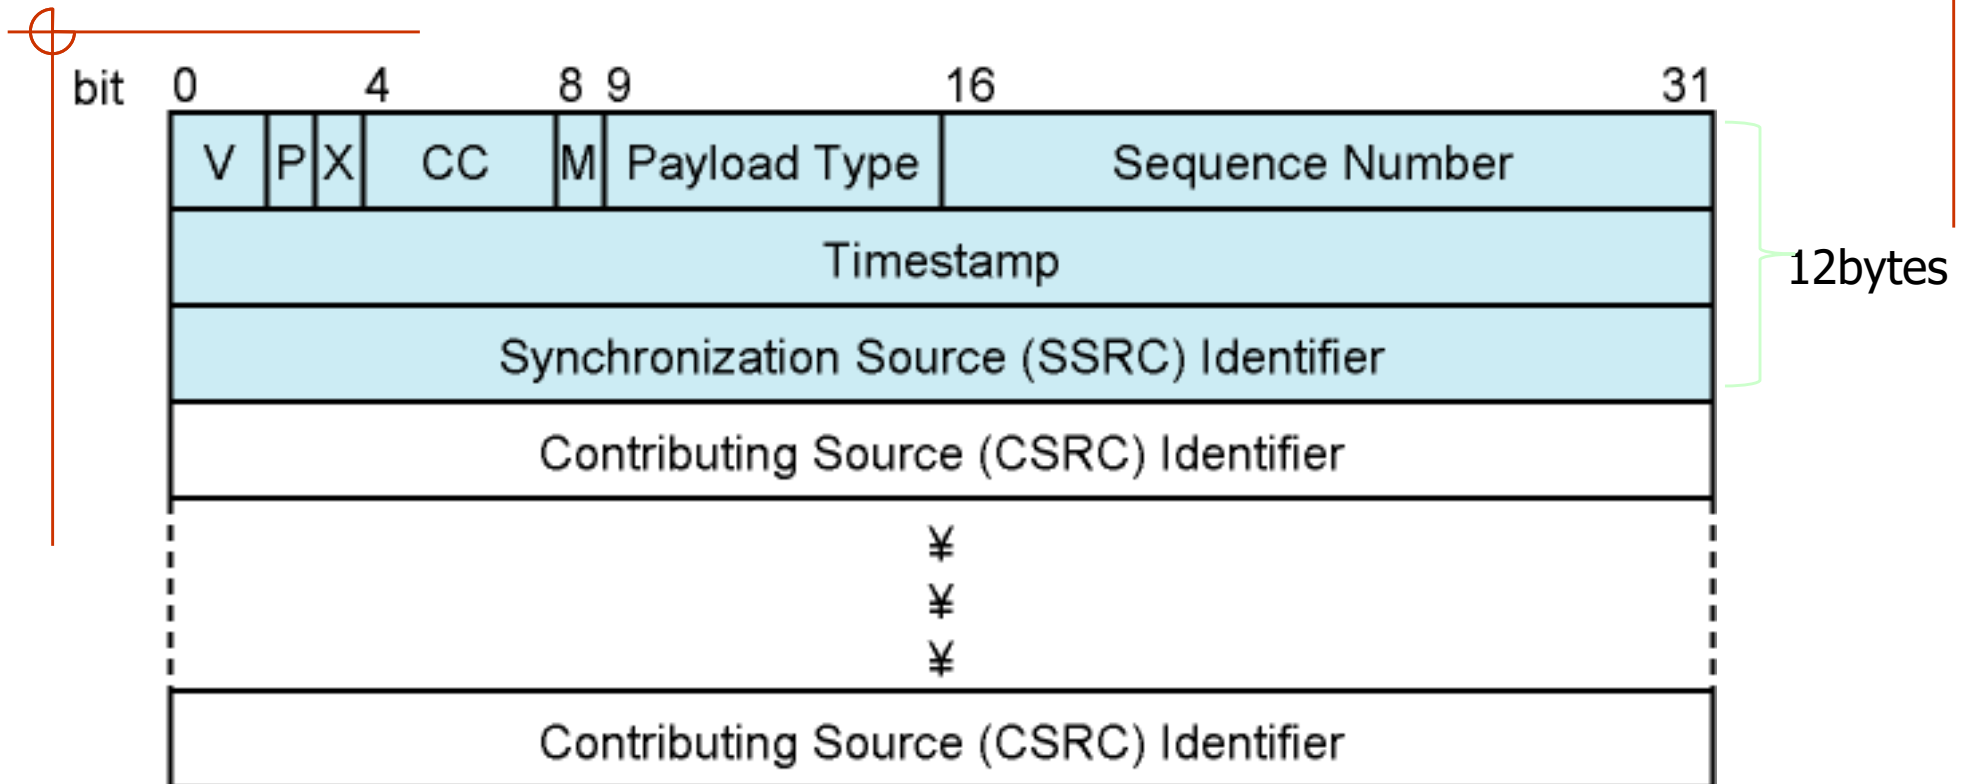 bit 0 4 8 9 16 31
V P X CC M Payload Type Sequence Number
Timestamp
12bytes
Synchronization Source (SSRC) Identifier
Contributing Source (CSRC) Identifier
¥
¥
¥
Contributing Source (CSRC) Identifier